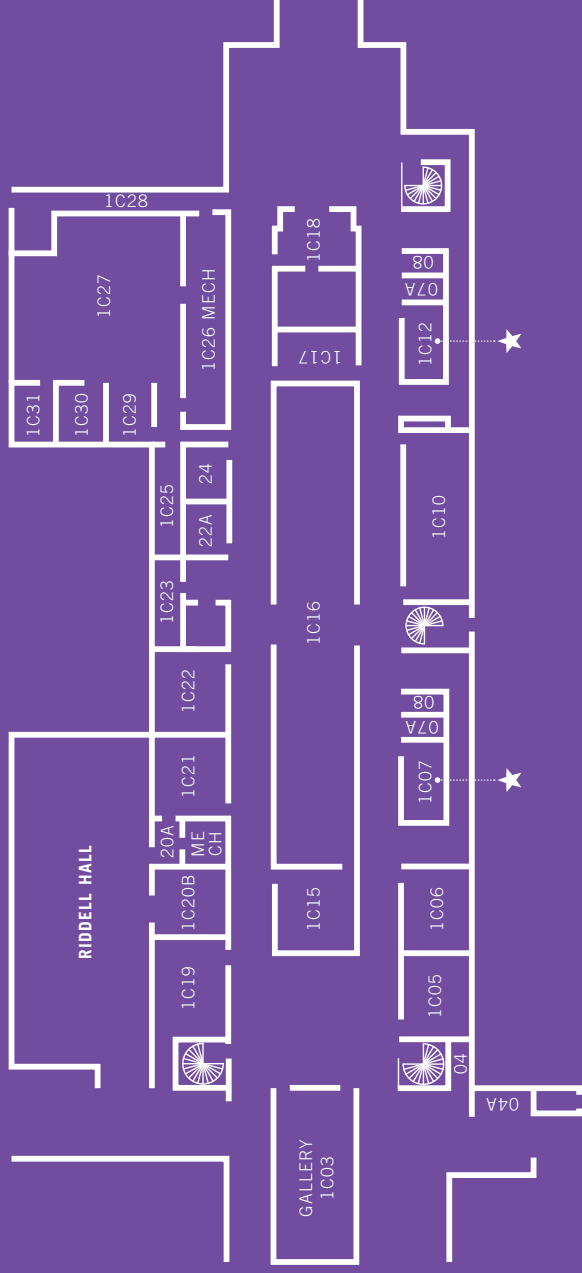 1C28
1C27
1C26 MECH
1C18
08
07A
1C12
1C17
1C31
1C30
1C29
1C25
24
22A
1C10
1C23
1C16
1C22
08
07A
1C07
1C21
20A
ME
CH
RIDDELL HALL
1C20B
1C15
1C06
1C19
1C05
04
04A
GALLERY
1C03